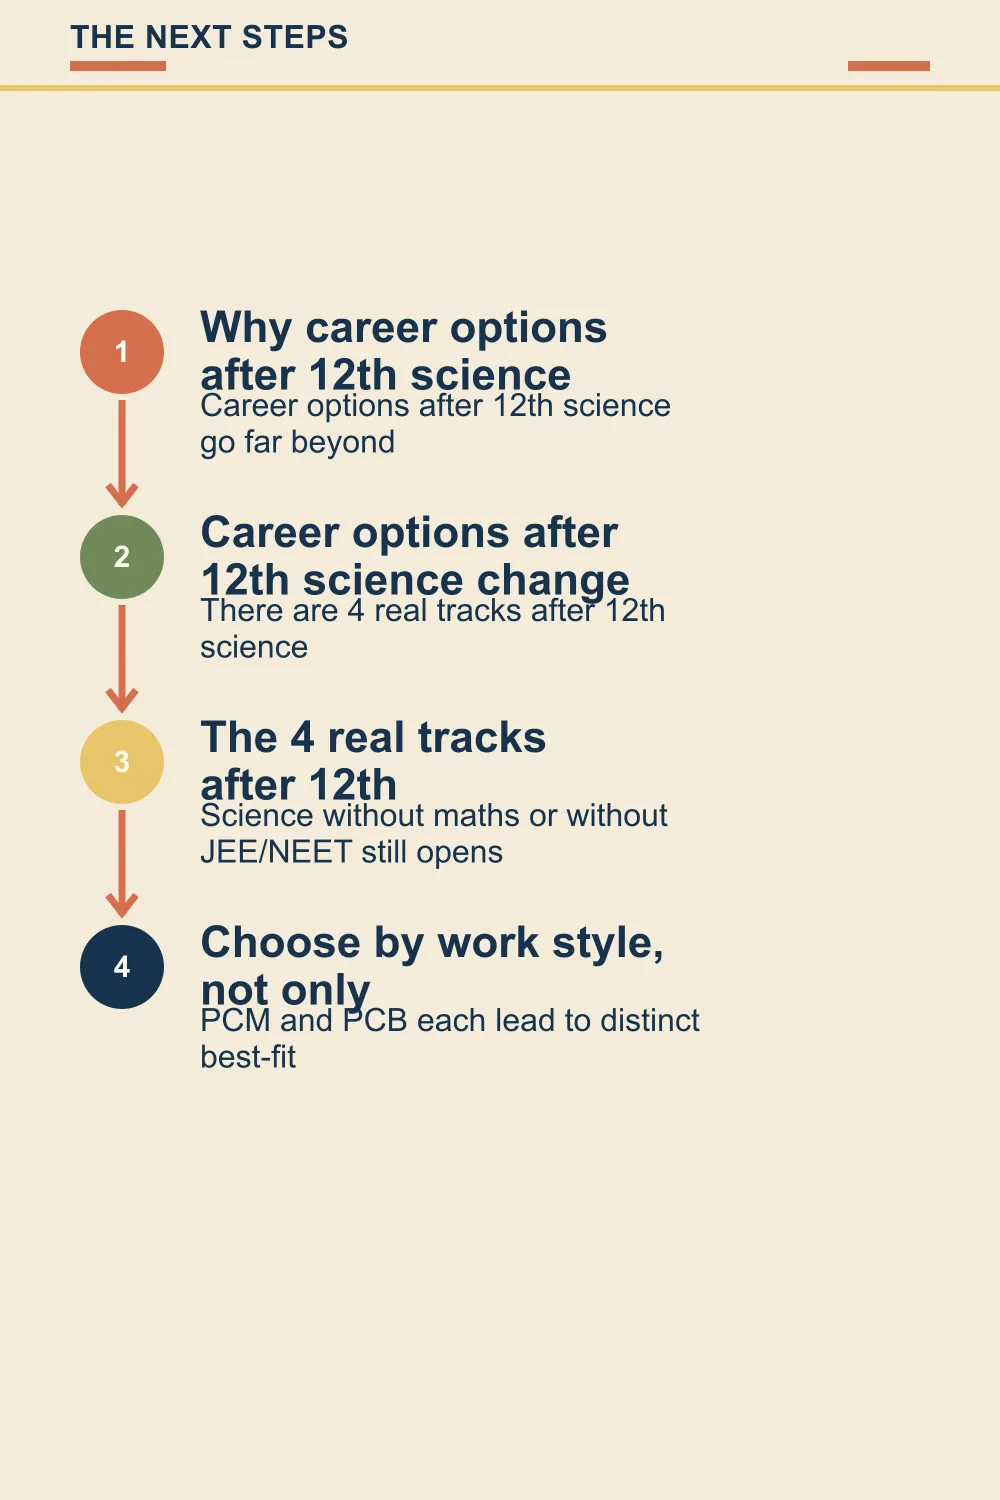 THE NEXT STEPS
1
Why career options
after 12th science
Career options after 12th science
go far beyond
2
Career options after
12th science change
There are 4 real tracks after 12th
science
3
The 4 real tracks
after 12th
Science without maths or without
JEE/NEET still opens
4
Choose by work style,
not only
PCM and PCB each lead to distinct
best-fit